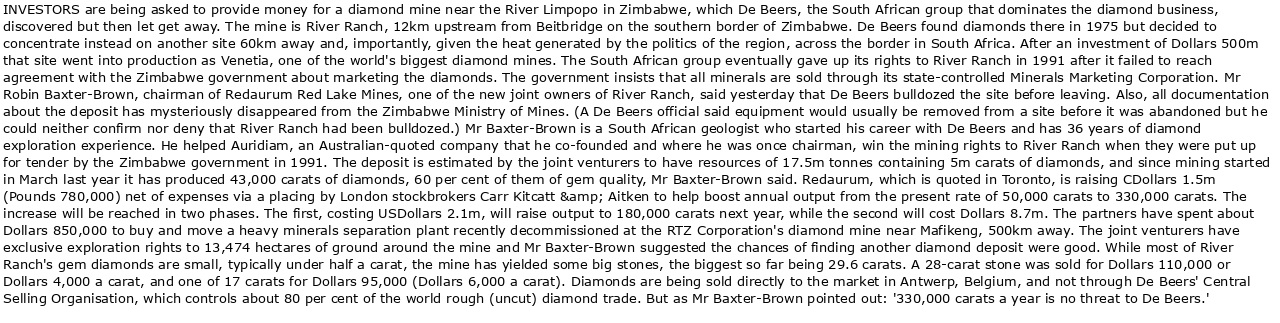 INVESTORS are being asked to provide money for a diamond mine near the River Limpopo in Zimbabwe, which De Beers, the South African group that dominates the diamond business,
discovered but then let get away. The mine is River Ranch, 12km upstream from Beitbridge on the southern border of Zimbabwe. De Beers found diamonds there in 1975 but decided to
concentrate instead on another site 60km away and, importantly, given the heat generated by the politics of the region, across the border in South Africa. After an investment of Dollars 500m
that site went into production as Venetia, one of the world's biggest diamond mines. The South African group eventually gave up its rights to River Ranch in 1991 after it failed to reach
agreement with the Zimbabwe government about marketing the diamonds. The government insists that all minerals are sold through its state-controlled Minerals Marketing Corporation. Mr
Robin Baxter-Brown, chairman of Redaurum Red Lake Mines, one of the new joint owners of River Ranch, said yesterday that De Beers bulldozed the site before leaving. Also, all documentation
about the deposit has mysteriously disappeared from the Zimbabwe Ministry of Mines. (A De Beers official said equipment would usually be removed from a site before it was abandoned but he
could neither confirm nor deny that River Ranch had been bulldozed.) Mr Baxter-Brown is a South African geologist who started his career with De Beers and has 36 years of diamond
exploration experience. He helped Auridiam, an Australian-quoted company that he co-founded and where he was once chairman, win the mining rights to River Ranch when they were put up
for tender by the Zimbabwe government in 1991. The deposit is estimated by the joint venturers to have resources of 17.5m tonnes containing 5m carats of diamonds, and since mining started
in March last year it has produced 43,000 carats of diamonds, 60 per cent of them of gem quality, Mr Baxter-Brown said. Redaurum, which is quoted in Toronto, is raising CDollars 1.5m
(Pounds 780,000) net of expenses via a placing by London stockbrokers Carr Kitcatt &amp;amp; Aitken to help boost annual output from the present rate of 50,000 carats to 330,000 carats. The
increase will be reached in two phases. The first, costing USDollars 2.1m, will raise output to 180,000 carats next year, while the second will cost Dollars 8.7m. The partners have spent about
Dollars 850,000 to buy and move a heavy minerals separation plant recently decommissioned at the RTZ Corporation's diamond mine near Mafikeng, 500km away. The joint venturers have
exclusive exploration rights to 13,474 hectares of ground around the mine and Mr Baxter-Brown suggested the chances of finding another diamond deposit were good. While most of River
Ranch's gem diamonds are small, typically under half a carat, the mine has yielded some big stones, the biggest so far being 29.6 carats. A 28-carat stone was sold for Dollars 110,000 or
Dollars 4,000 a carat, and one of 17 carats for Dollars 95,000 (Dollars 6,000 a carat). Diamonds are being sold directly to the market in Antwerp, Belgium, and not through De Beers' Central
Selling Organisation, which controls about 80 per cent of the world rough (uncut) diamond trade. But as Mr Baxter-Brown pointed out: '330,000 carats a year is no threat to De Beers.'